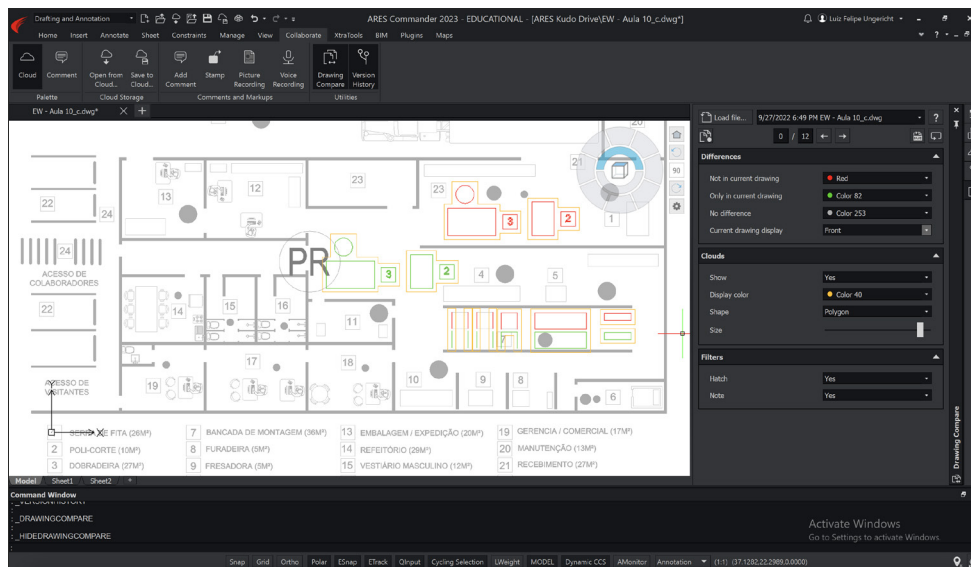 Drafting and Annotation
ARES Commander 2023 - EDUCATIONAL - [ARES Kudo Drive\EW - Aula 10_c.dwg*]
Luiz Felipe Ungericht
Home Insert Annotate Sheet Constraints Manage View Collaborate XtraTools BIM Plugins Maps
Cloud Comment Open from Cloud... Save to Cloud... Add Comment Stamp Picture Recording Voice Recording Drawing Compare Version History
Palette Cloud Storage Comments and Markups Utilities
EW - Aula 10_c.dwg*
Load file... 9/27/2022 6:49 PM EW - Aula 10_c.dwg
0 / 12
Differences
Not in current drawing Red
Only in current drawing Color 82
No difference Color 253
Current drawing display Front
Clouds
Show Yes
Display color Color 40
Shape Polygon
Size
Filters
Hatch Yes
Note Yes
Drawing Compare
20
21
90
13 12 23 23
22 24 3 2 1
24
PR
3 2 4 5
ACESSO DE
COLABORADORES
22 14 15 16 11 7
17 18
19 10 9 8 6
ACESSO DE
VISITANTES
X
DE FITA (26M²) 7 BANCADA DE MONTAGEM (36M²) 13 EMBALAGEM / EXPEDIÇÃO (20M²) 19 GERENCIA / COMERCIAL (17M²)
2 POLI-CORTE (10M²) 8 FURADEIRA (5M²) 14 REFEITÓRIO (29M²) 20 MANUTENÇÃO (13M²)
3 DOBRADEIRA (27M²) 9 FRESADORA (5M²) 15 VESTIÁRIO MASCULINO (12M²) 21 RECEBIMENTO (27M²)
Model Sheet1 Sheet2 +
Command Window
: _VERSIONHISTORY
: _DRAWINGCOMPARE
: _HIDEDRAWINGCOMPARE
Activate Windows
Go to Settings to activate Windows.
Snap Grid Ortho Polar ESnap ETrack QInput Cycling Selection LWeight MODEL Dynamic CCS AMonitor Annotation (1:1) (37.1282,22.2989,0.0000)